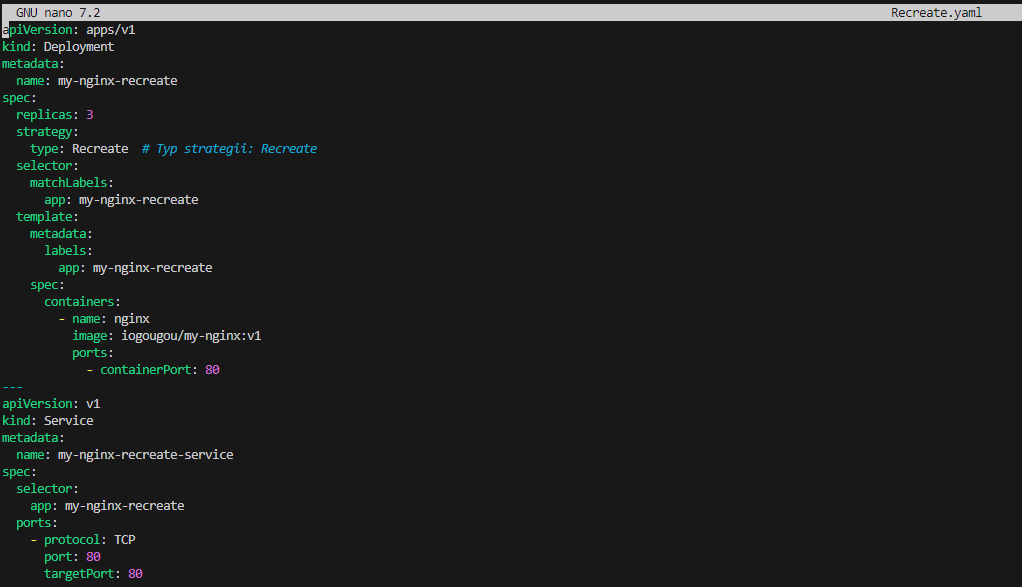 GNU nano 7.2 Recreate.yaml
apiVersion: apps/v1
kind: Deployment
metadata:
  name: my-nginx-recreate
spec:
  replicas: 3
  strategy:
    type: Recreate  # Typ strategii: Recreate
  selector:
    matchLabels:
      app: my-nginx-recreate
  template:
    metadata:
      labels:
        app: my-nginx-recreate
    spec:
      containers:
        - name: nginx
          image: iogougou/my-nginx:v1
          ports:
            - containerPort: 80
---
apiVersion: v1
kind: Service
metadata:
  name: my-nginx-recreate-service
spec:
  selector:
    app: my-nginx-recreate
  ports:
    - protocol: TCP
      port: 80
      targetPort: 80